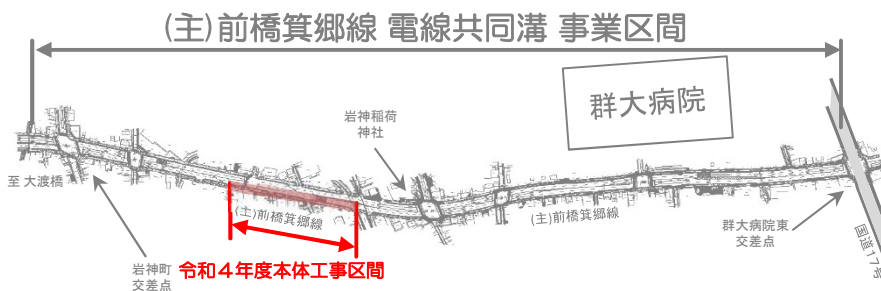 (主)前橋箕郷線 電線共同溝 事業区間
群大病院
岩神稲荷
神社
至 大渡橋
(主)前橋箕郷線
(主)前橋箕郷線
群大病院東
交差点
国道17号
岩神町
交差点
令和4年度本体工事区間